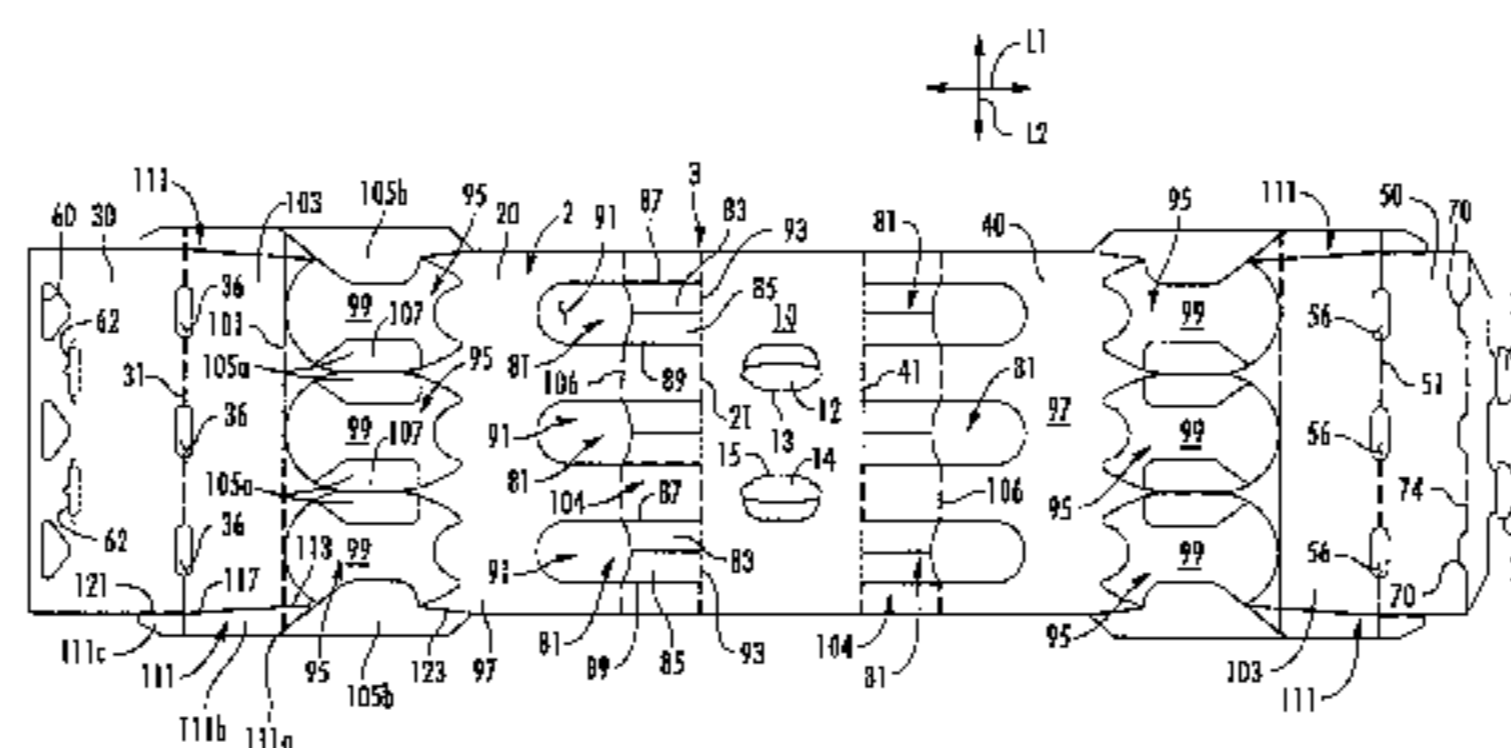 L1
L2
3
111 105b 95 87 83 111 50
60 30 103 20 2 91 93 81 40 95 70
36 99 107 85 10 99 56
62 103 81
31 105a 95 106 89 21 12 41 97 81 51
36 99 107 91 13 99 56
105a 81 15 14 106 95 74
104 87
62 36 113 99 83 99 56
121 117 81 93 70
111c 95 123 97 89 85 104 81 95 103
111 105b 111
111b 111a